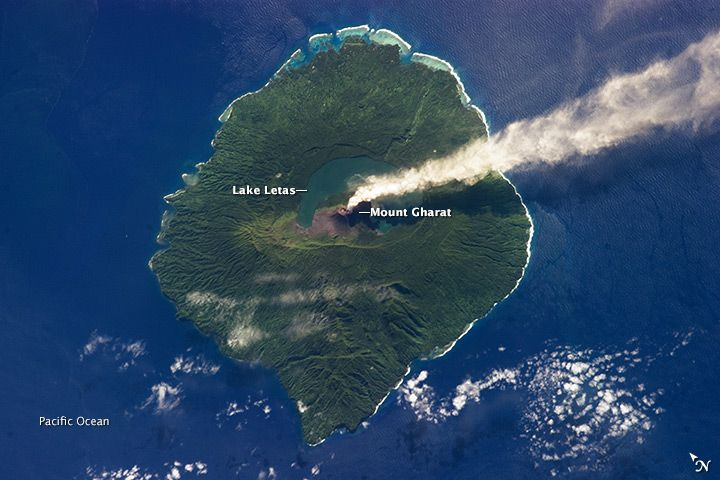 Lake Letas
Mount Gharat
Pacific Ocean
N